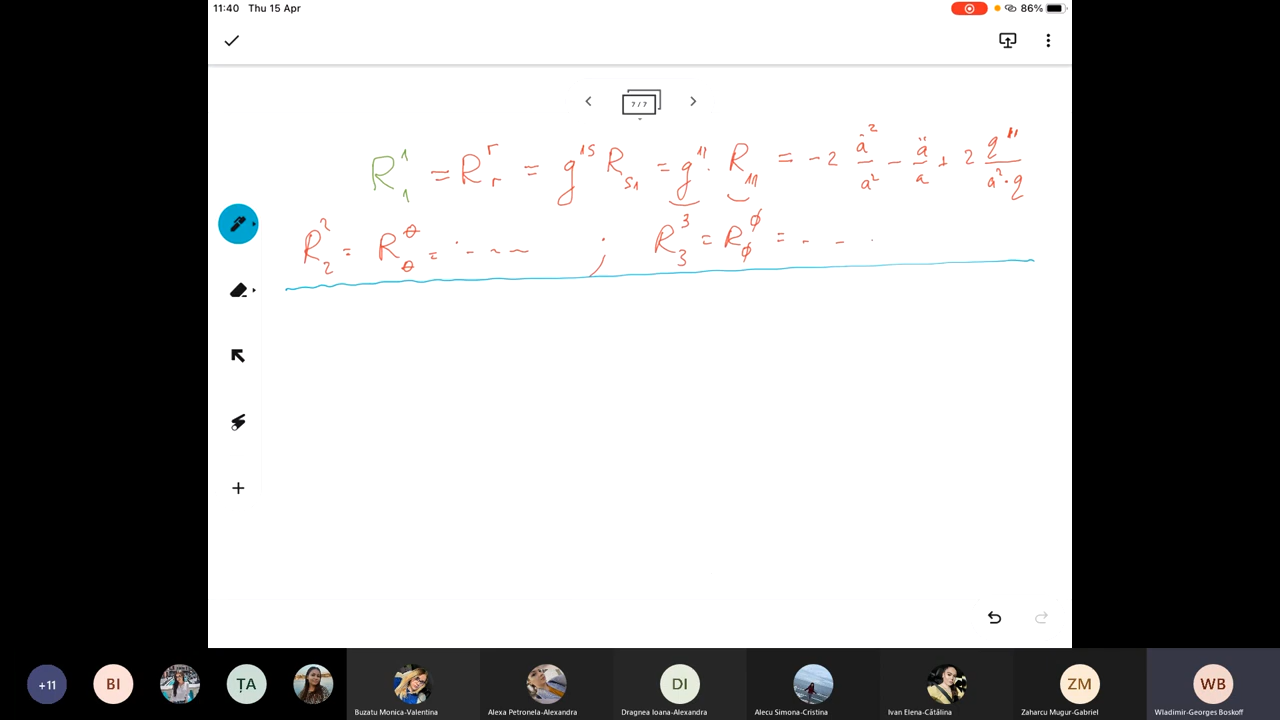 11:40 Thu 15 Apr 86%
7 / 7
R^1_1 = R^r_r = g^{1s} R_{s1} = g^{11} · R_{11} = -2 ȧ²/a² - ä/a + 2 q''/(a²·q)
R^2_2 = R^θ_θ = . - - - ; R^3_3 = R^ϕ_ϕ = . - .
+11 BI ȚA DI ZM WB
Buzatu Monica-Valentina Alexa Petronela-Alexandra Dragnea Ioana-Alexandra Alecu Simona-Cristina Ivan Elena-Cătălina Zaharcu Mugur-Gabriel Wladimir-Georges Boskoff